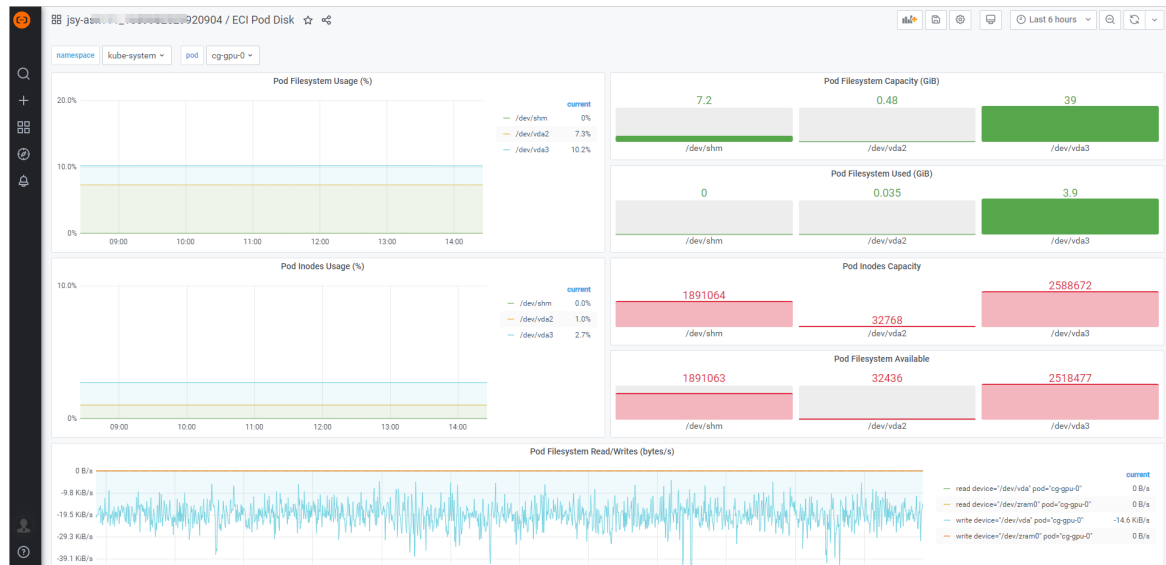 jsy-as 920904 / ECI Pod Disk
Last 6 hours
namespace kube-system pod cg-gpu-0
Pod Filesystem Usage (%)
20.0%
10.0%
0%
09:00 10:00 11:00 12:00 13:00 14:00
current
/dev/shm 0%
/dev/vda2 7.3%
/dev/vda3 10.2%
Pod Filesystem Capacity (GiB)
7.2 0.48 39
/dev/shm /dev/vda2 /dev/vda3
Pod Filesystem Used (GiB)
0 0.035 3.9
/dev/shm /dev/vda2 /dev/vda3
Pod Inodes Usage (%)
10.0%
0%
09:00 10:00 11:00 12:00 13:00 14:00
current
/dev/shm 0.0%
/dev/vda2 1.0%
/dev/vda3 2.7%
Pod Inodes Capacity
1891064 32768 2588672
/dev/shm /dev/vda2 /dev/vda3
Pod Filesystem Available
1891063 32436 2518477
/dev/shm /dev/vda2 /dev/vda3
Pod Filesystem Read/Writes (bytes/s)
0 B/s
-9.8 KiB/s
-19.5 KiB/s
-29.3 KiB/s
-39.1 KiB/s
current
read device="/dev/vda" pod="cg-gpu-0" 0 B/s
read device="/dev/zram0" pod="cg-gpu-0" 0 B/s
write device="/dev/vda" pod="cg-gpu-0" -14.6 KiB/s
write device="/dev/zram0" pod="cg-gpu-0" 0 B/s